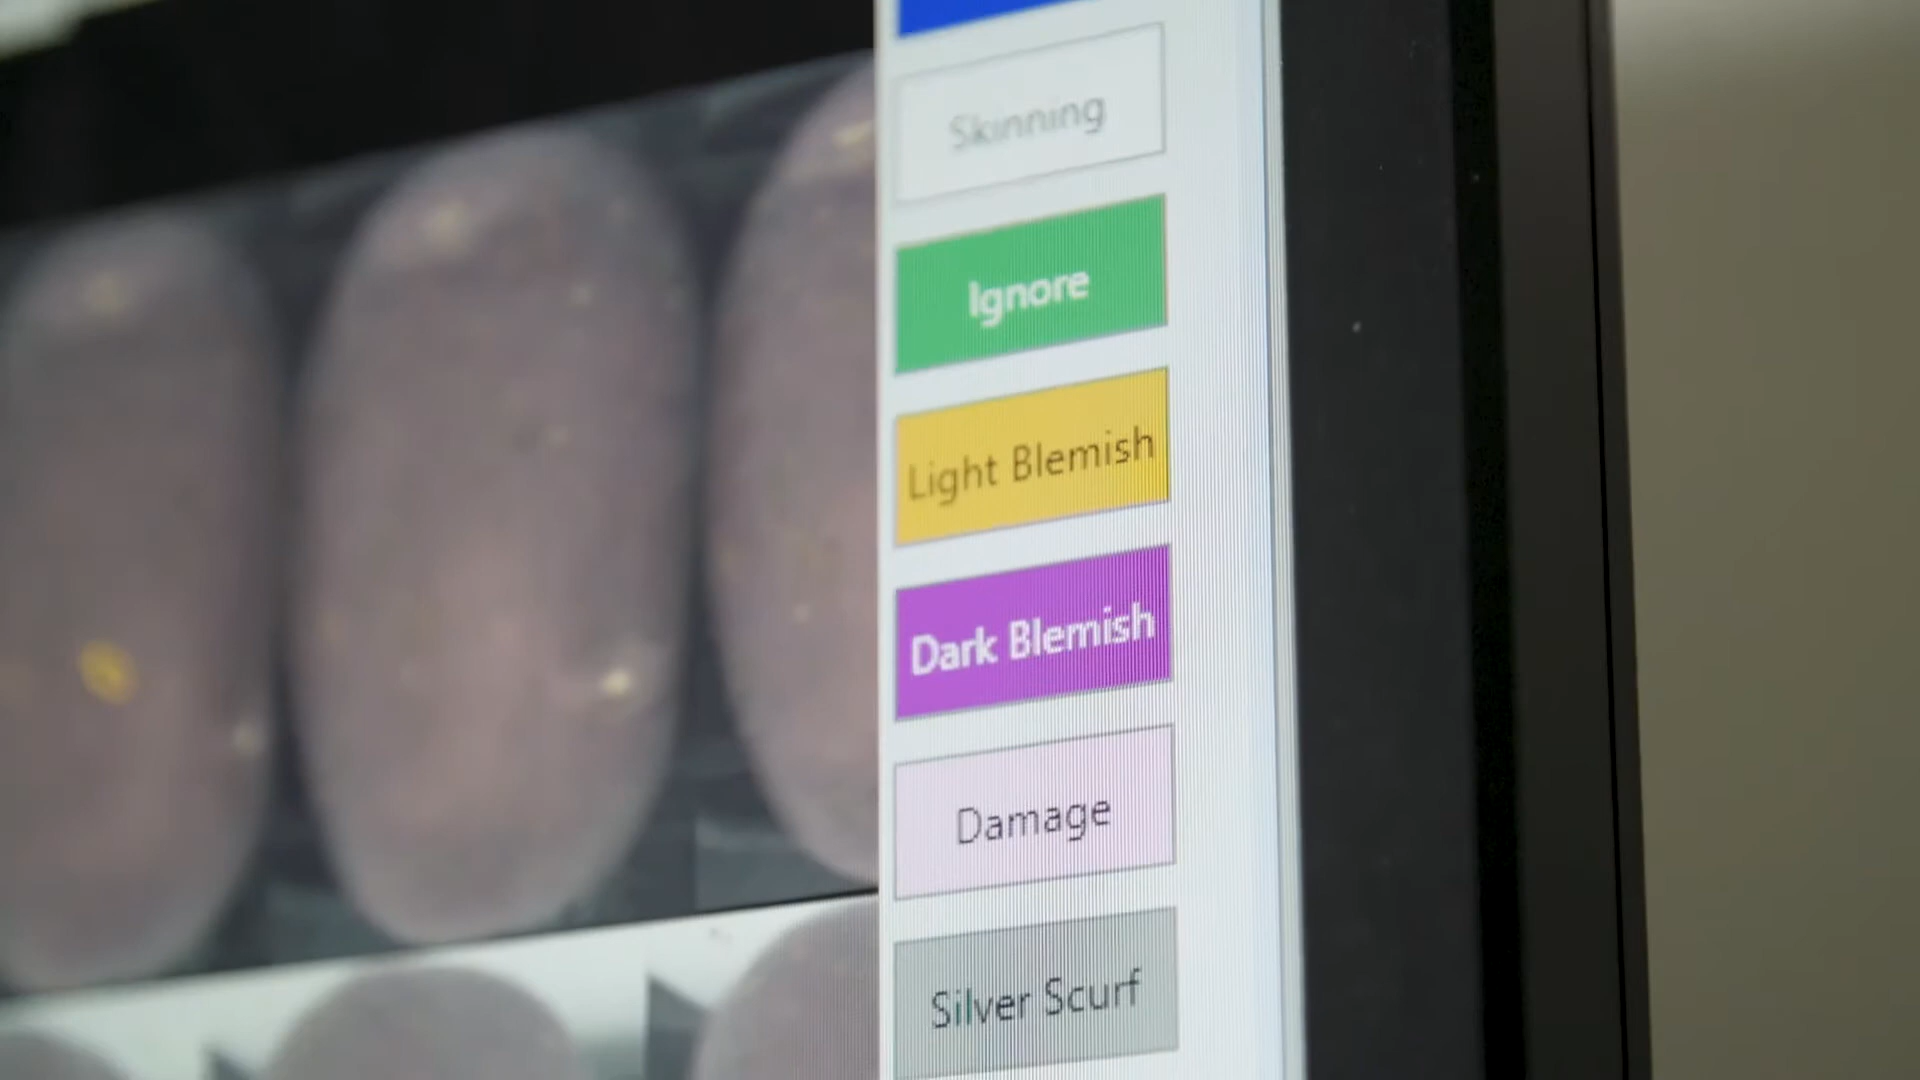 Skinning
Ignore
Light Blemish
Dark Blemish
Damage
Silver Scurf